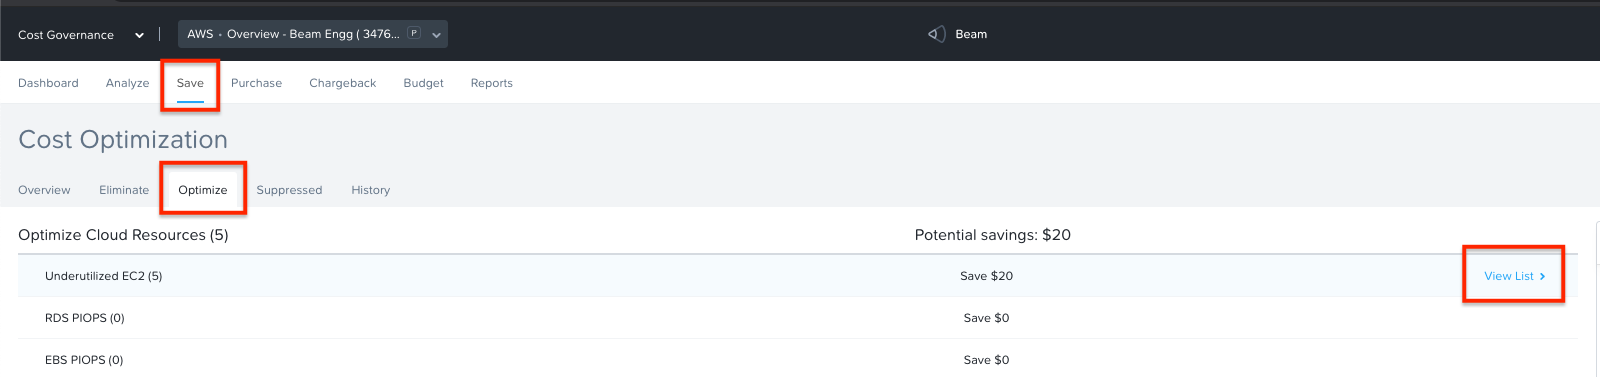 Cost Governance AWS • Overview - Beam Engg ( 3476... P Beam
Dashboard Analyze Save Purchase Chargeback Budget Reports
Cost Optimization
Overview Eliminate Optimize Suppressed History
Optimize Cloud Resources (5) Potential savings: $20
Underutilized EC2 (5) Save $20 View List >
RDS PIOPS (0) Save $0
EBS PIOPS (0) Save $0